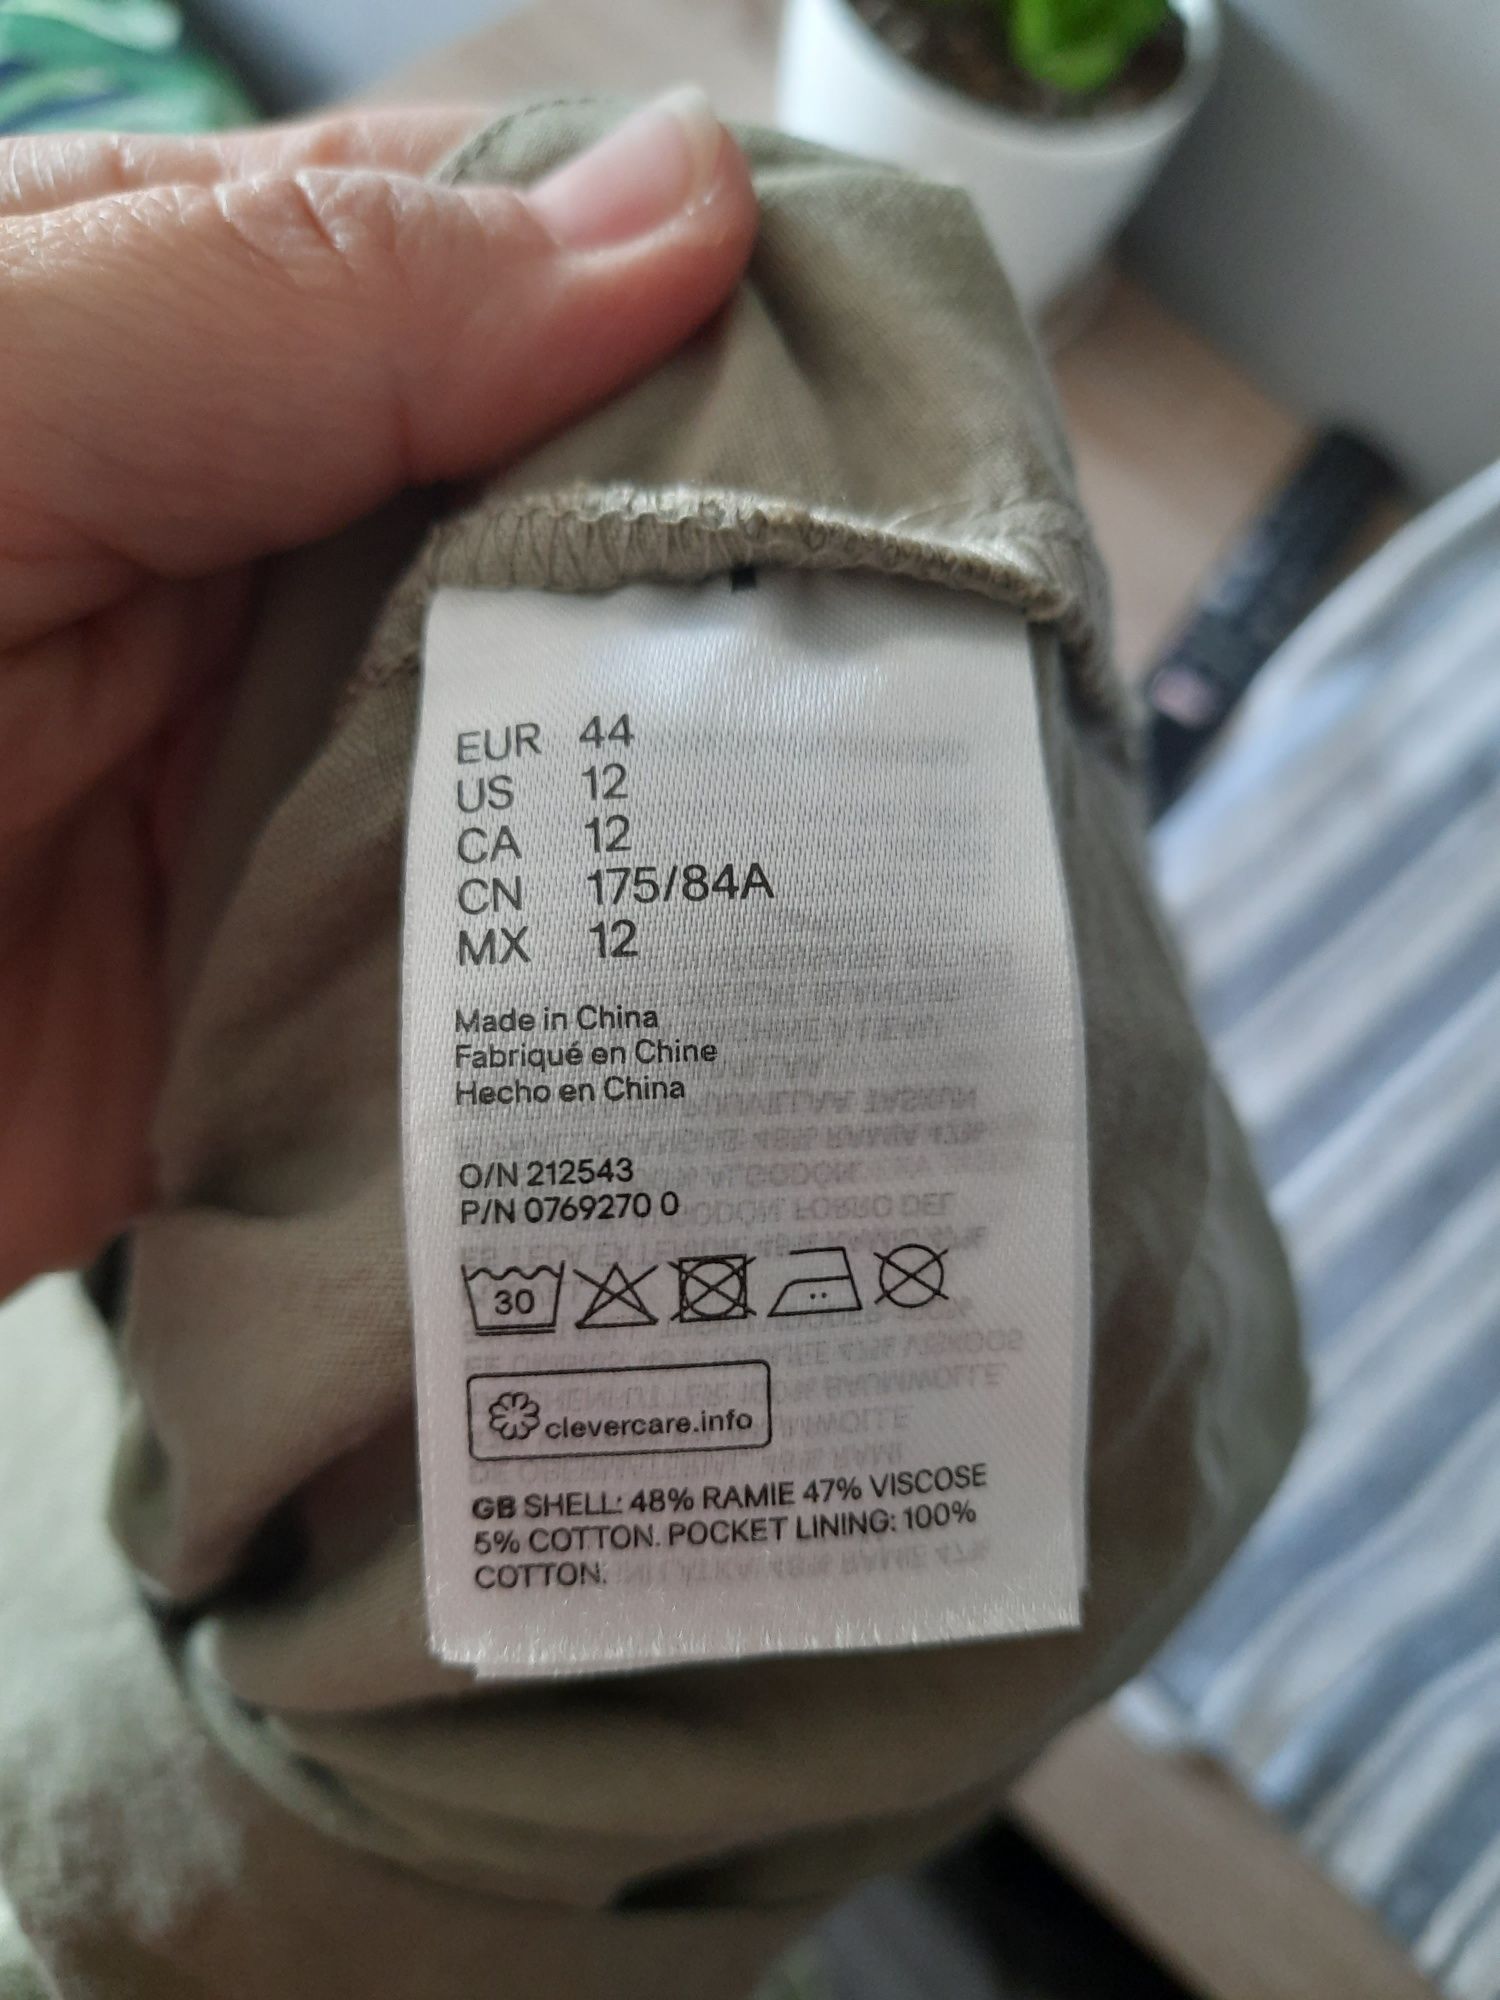 EUR 44
US 12
CA 12
CN 175/84A
MX 12
Made in China
Fabriqué en Chine
Hecho en China
O/N 212543
P/N 0769270 0
30
clevercare.info
GB SHELL: 48% RAMIE 47% VISCOSE
5% COTTON. POCKET LINING: 100%
COTTON.